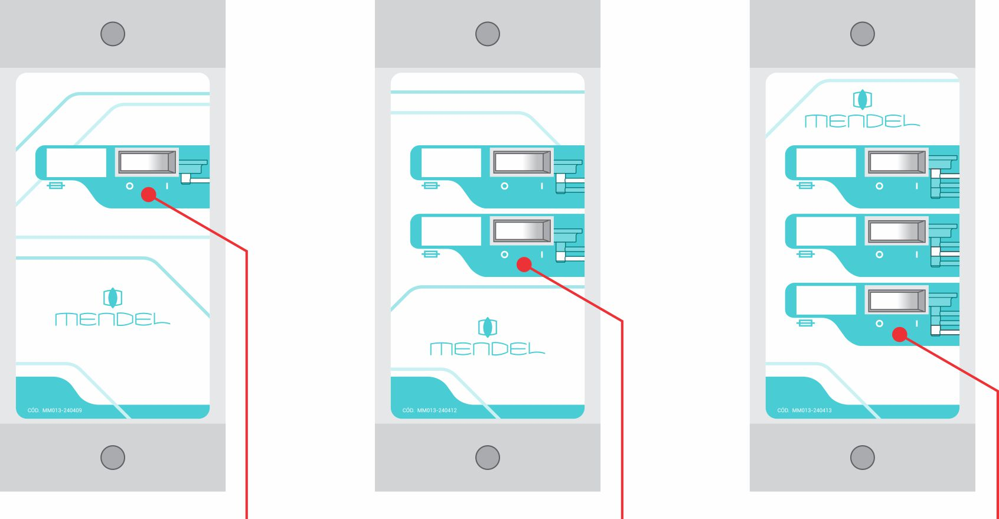 O I
MENDEL
CÓD. MM013-240409
O I
O I
MENDEL
CÓD. MM013-240412
MENDEL
O I
O I
O I
CÓD. MM013-240413